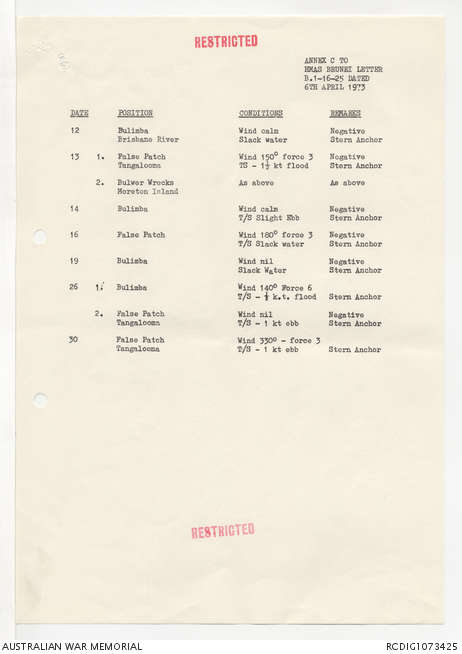 RESTRICTED
ANNEX C TO
HMAS BRUNEI LETTER
B.1-16-25 DATED
6TH APRIL 1973
DATE POSITION CONDITIONS REMARKS
12 Bulimba Wind calm Negative
Brisbane River Slack water Stern Anchor
13 1. False Patch Wind 150° force 3 Negative
Tangalooma TS - 1½ kt flood Stern Anchor
2. Bulwer Wrecks As above As above
Moreton Inland
14 Bulimba Wind calm Negative
T/S Slight Ebb Stern Anchor
16 False Patch Wind 180° force 3 Negative
T/S Slack water Stern Anchor
19 Bulimba Wind nil Negative
Slack Water Stern Anchor
26 1. Bulimba Wind 140° Force 6
T/S - ½ k.t. flood Stern Anchor
2. False Patch Wind nil Negative
Tangalooma T/S - 1 kt ebb Stern Anchor
30 False Patch Wind 330° - force 3
Tangalooma T/S - 1 kt ebb Stern Anchor
RESTRICTED
AUSTRALIAN WAR MEMORIAL RCDIG1073425